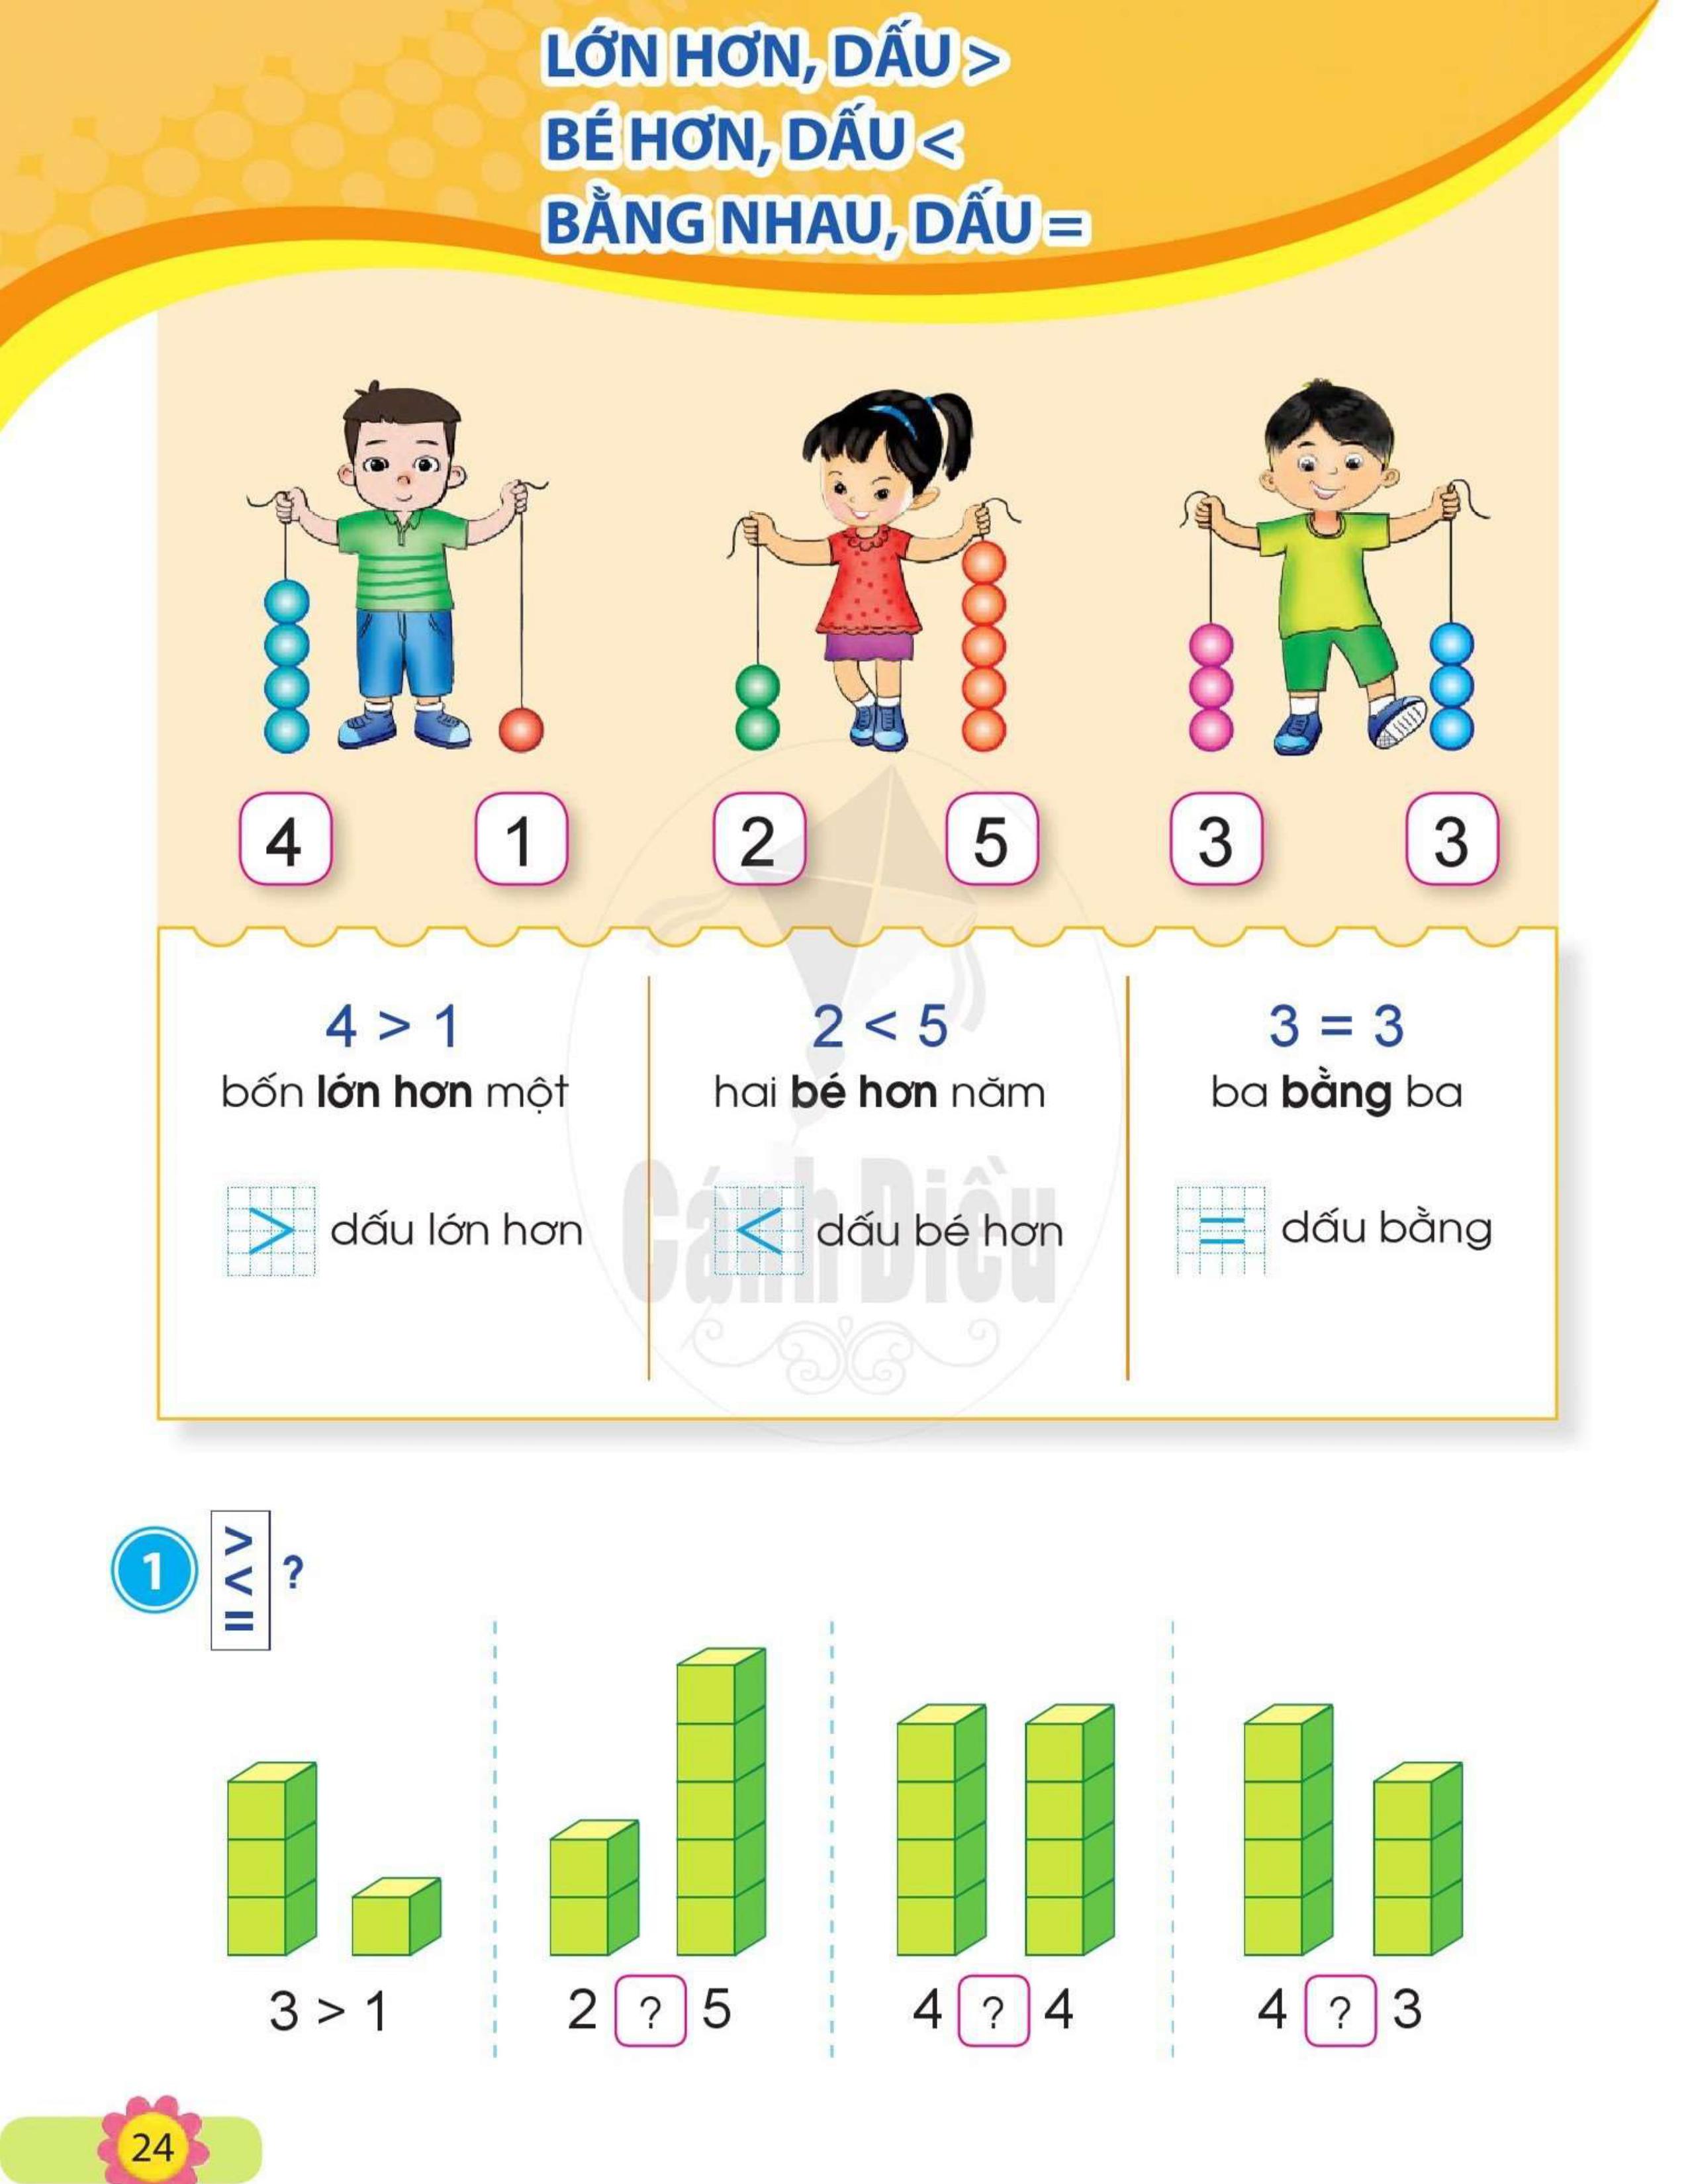 LỚN HƠN, DẤU >
BÉ HƠN, DẤU <
BẰNG NHAU, DẤU =
4 1 2 5 3 3
4 > 1 2 < 5 3 = 3
bốn lớn hơn một hai bé hơn năm ba bằng ba
> dấu lớn hơn < dấu bé hơn = dấu bằng
Cánh Diều
1 > < = ?
3 > 1 2 ? 5 4 ? 4 4 ? 3
24